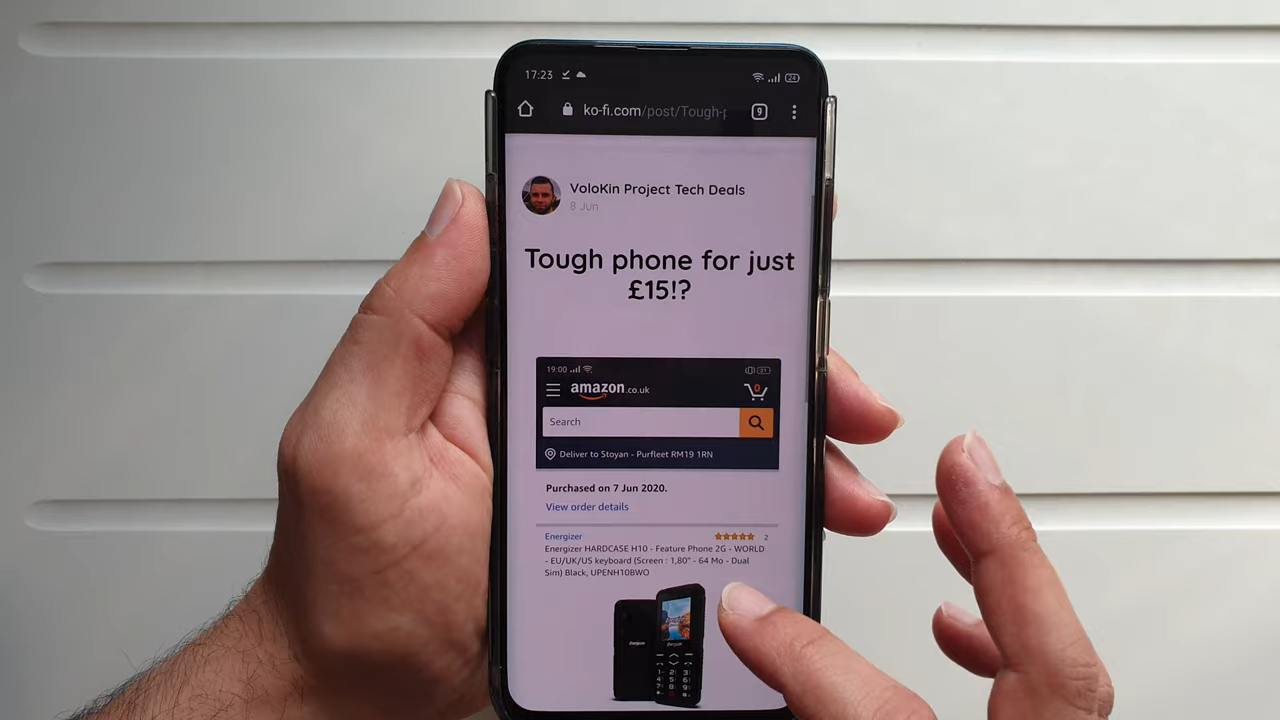 17:23
24
ko-fi.com/post/Tough-p
9
VoloKin Project Tech Deals
8 Jun
Tough phone for just
£15!?
19:00
21
amazon.co.uk
0
Search
Deliver to Stoyan - Purfleet RM19 1RN
Purchased on 7 Jun 2020.
View order details
Energizer
2
Energizer HARDCASE H10 - Feature Phone 2G - WORLD
- EU/UK/US keyboard (Screen : 1,80" - 64 Mo - Dual
Sim) Black, UPENH10BWO